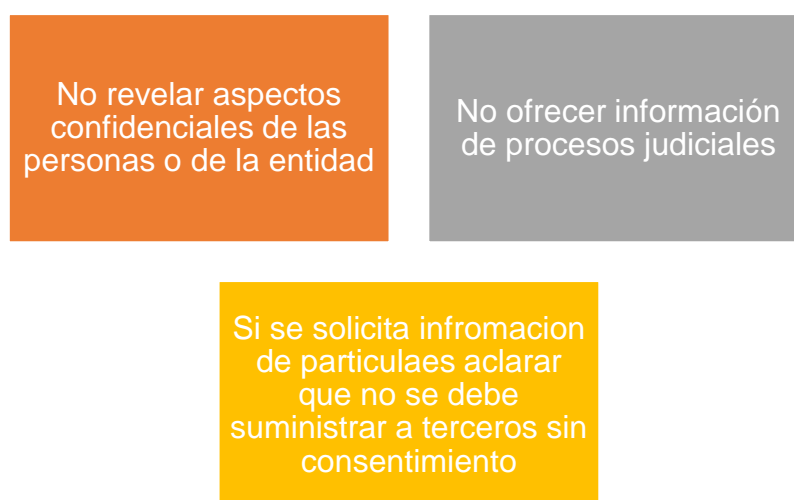 No revelar aspectos
confidenciales de las
personas o de la entidad
No ofrecer información
de procesos judiciales
Si se solicita infromacion
de particulaes aclarar
que no se debe
suministrar a terceros sin
consentimiento